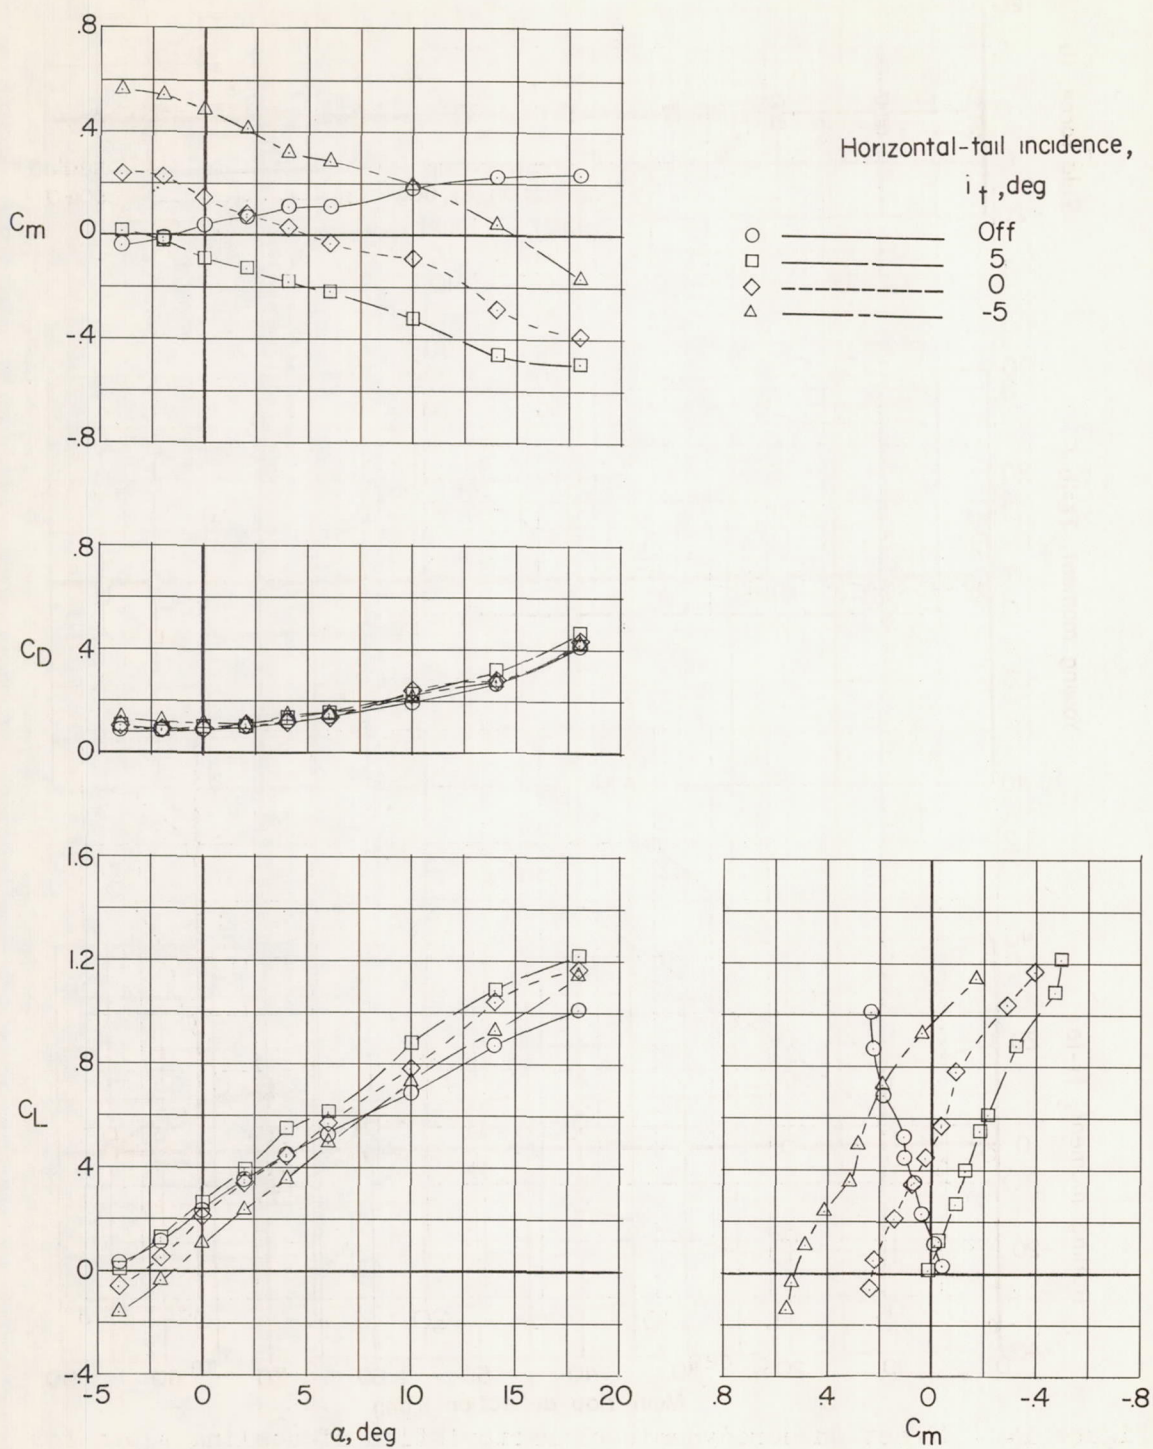 .8
.4
C_m
0
-.4
-.8
Horizontal-tail incidence,
i_t, deg
Off
5
0
-5
.8
C_D
.4
0
1.6
1.2
.8
C_L
.4
0
-.4
-5 0 5 10 15 20
α, deg
.8 .4 0 -.4 -.8
C_m